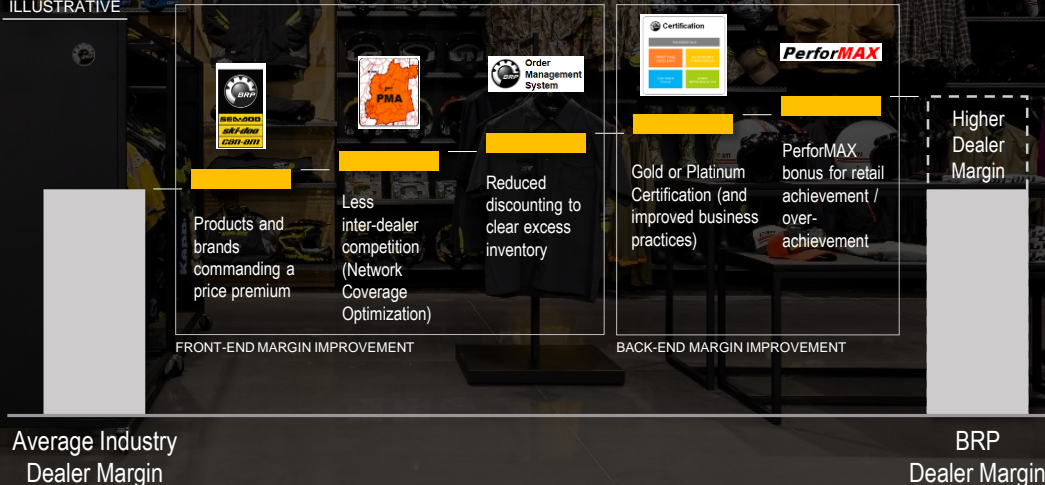 ILLUSTRATIVE
BRP
SEA-DOO
ski-doo
can-am
Products and
brands
commanding a
price premium
PMA
Less
inter-dealer
competition
(Network
Coverage
Optimization)
BRP
Order
Management
System
Reduced
discounting to
clear excess
inventory
FRONT-END MARGIN IMPROVEMENT
Certification
Gold or Platinum
Certification (and
improved business
practices)
PerforMAX
PerforMAX
bonus for retail
achievement /
over-
achievement
BACK-END MARGIN IMPROVEMENT
Higher
Dealer
Margin
Average Industry
Dealer Margin
BRP
Dealer Margin